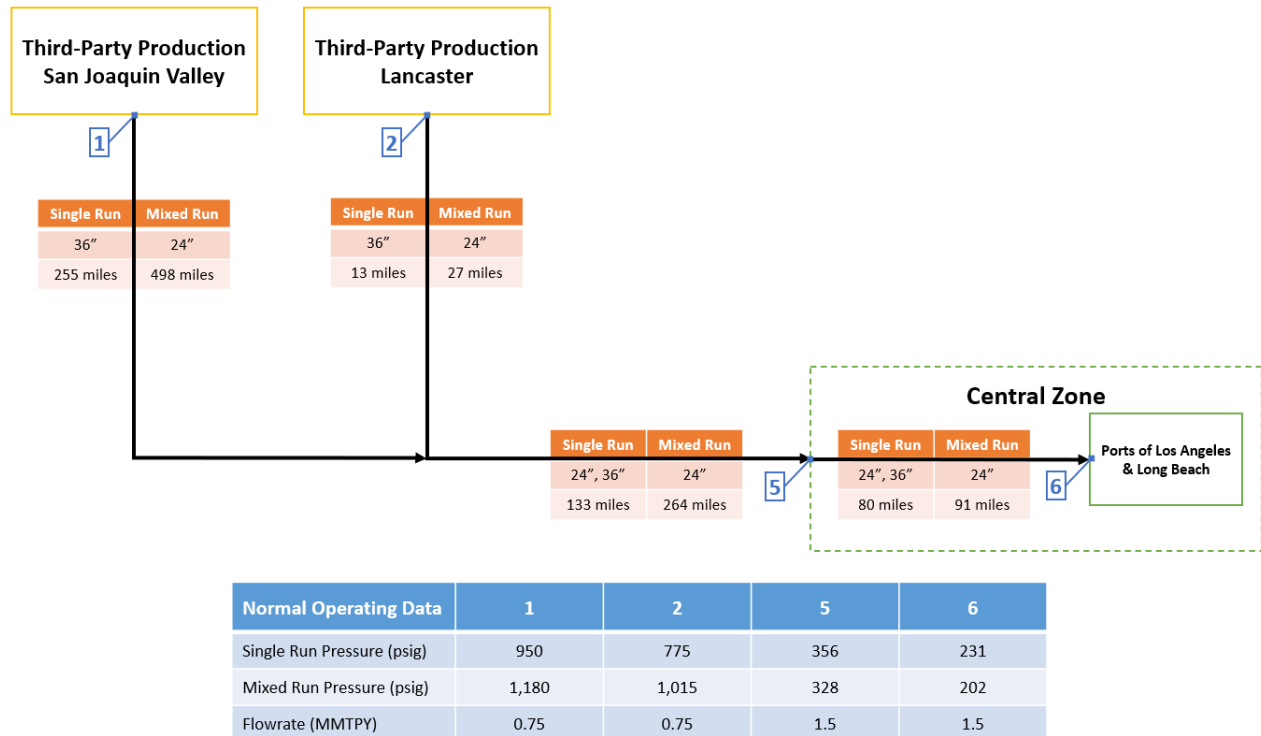 Third-Party Production
San Joaquin Valley
Third-Party Production
Lancaster
1
2
Single Run Mixed Run
36” 24”
255 miles 498 miles
Single Run Mixed Run
36” 24”
13 miles 27 miles
Central Zone
Single Run Mixed Run
24”, 36” 24”
133 miles 264 miles
5
Single Run Mixed Run
24”, 36” 24”
80 miles 91 miles
6
Ports of Los Angeles
& Long Beach
Normal Operating Data 1 2 5 6
Single Run Pressure (psig) 950 775 356 231
Mixed Run Pressure (psig) 1,180 1,015 328 202
Flowrate (MMTPY) 0.75 0.75 1.5 1.5